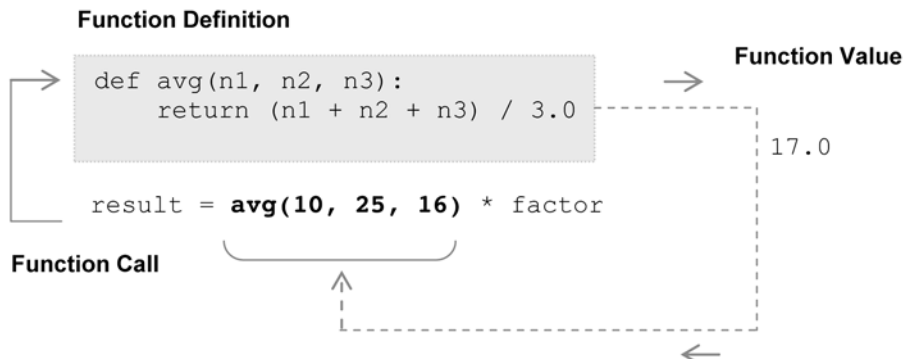 Function Definition
Function Value
def avg(n1, n2, n3):
    return (n1 + n2 + n3) / 3.0
17.0
result = avg(10, 25, 16) * factor
Function Call